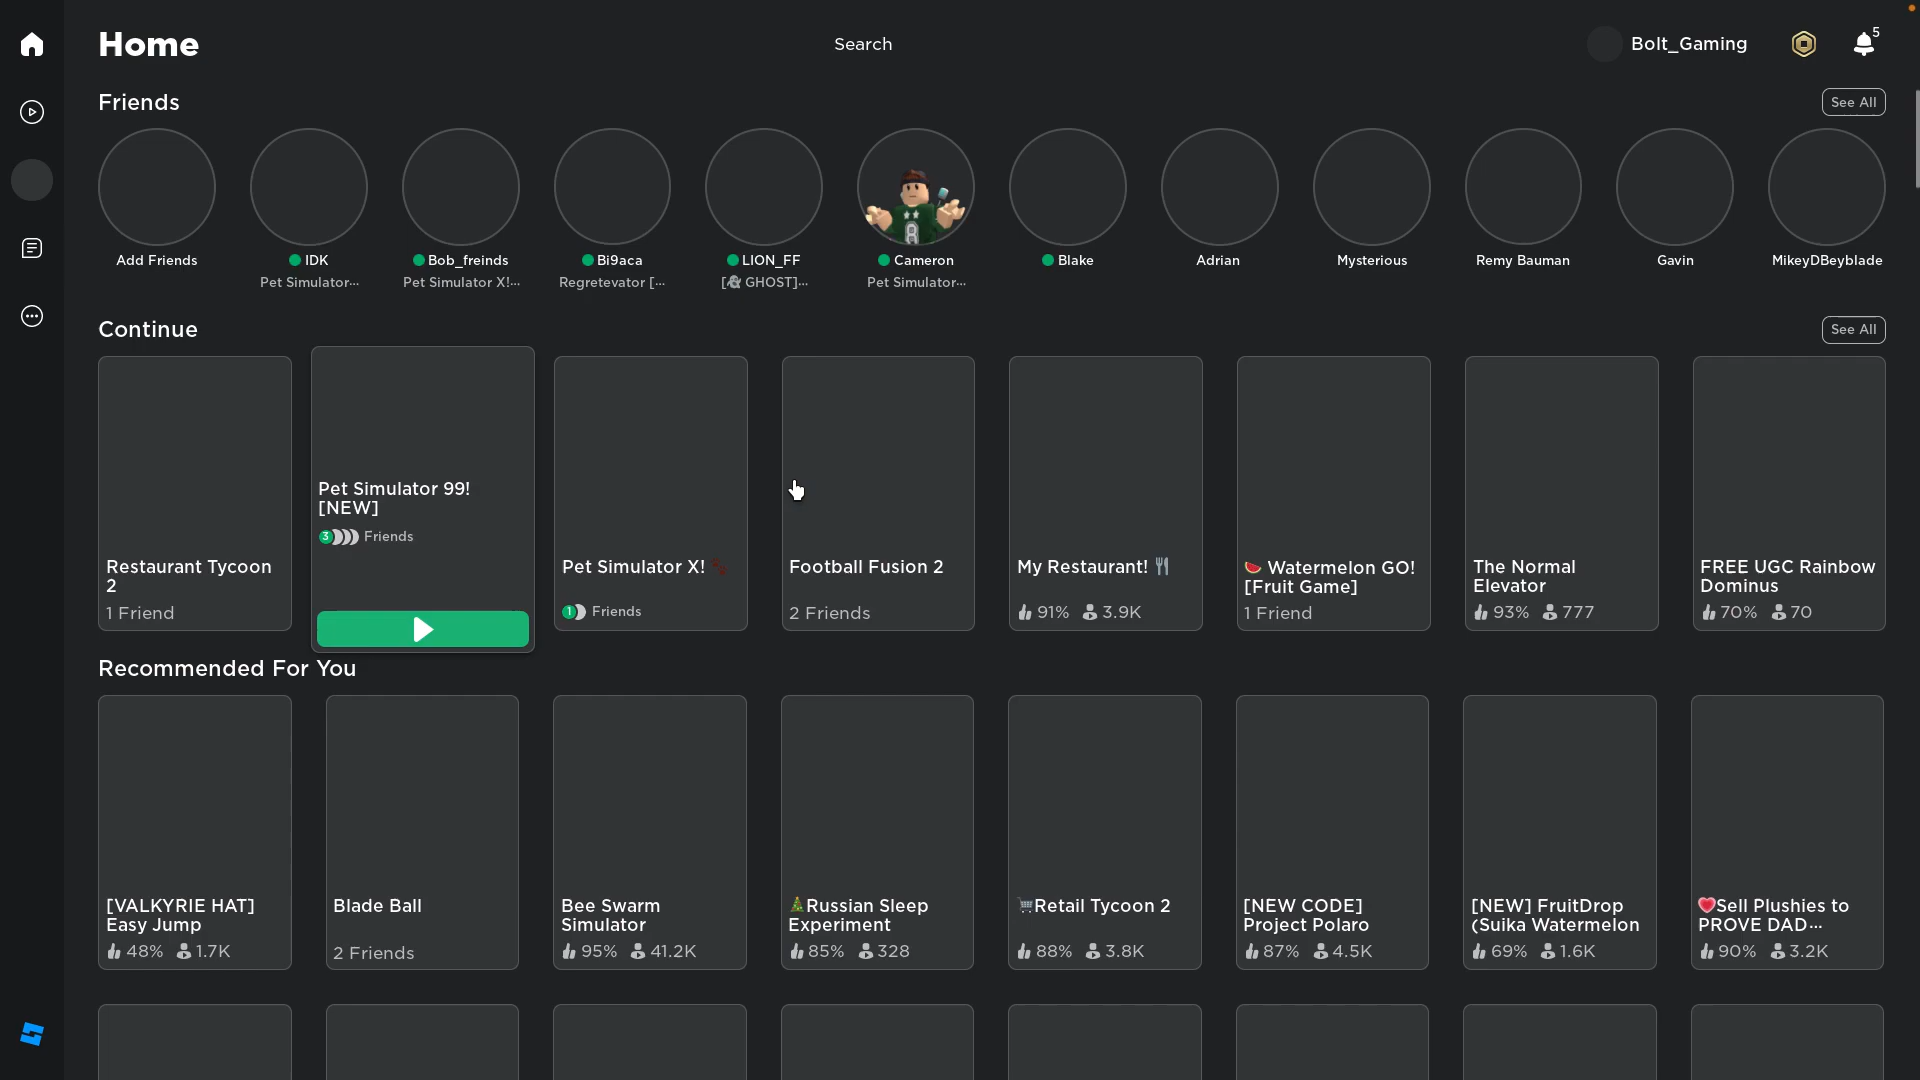 Home
Search
Bolt_Gaming
5
Friends
See All
Add Friends
IDK
Pet Simulator...
Bob_freinds
Pet Simulator X!...
Bi9aca
Regretevator [...
LION_FF
[👻 GHOST]...
Cameron
Pet Simulator...
Blake
Adrian
Mysterious
Remy Bauman
Gavin
MikeyDBeyblade
Continue
See All
Restaurant Tycoon
2
1 Friend
Pet Simulator 99!
[NEW]
3 Friends
Pet Simulator X! 🐾
1 Friends
Football Fusion 2
2 Friends
My Restaurant! 🍴
91% 3.9K
🍉 Watermelon GO!
[Fruit Game]
1 Friend
The Normal
Elevator
93% 777
FREE UGC Rainbow
Dominus
70% 70
Recommended For You
[VALKYRIE HAT]
Easy Jump
48% 1.7K
Blade Ball
2 Friends
Bee Swarm
Simulator
95% 41.2K
🎄Russian Sleep
Experiment
85% 328
🛒Retail Tycoon 2
88% 3.8K
[NEW CODE]
Project Polaro
87% 4.5K
[NEW] FruitDrop
(Suika Watermelon
69% 1.6K
💗Sell Plushies to
PROVE DAD...
90% 3.2K